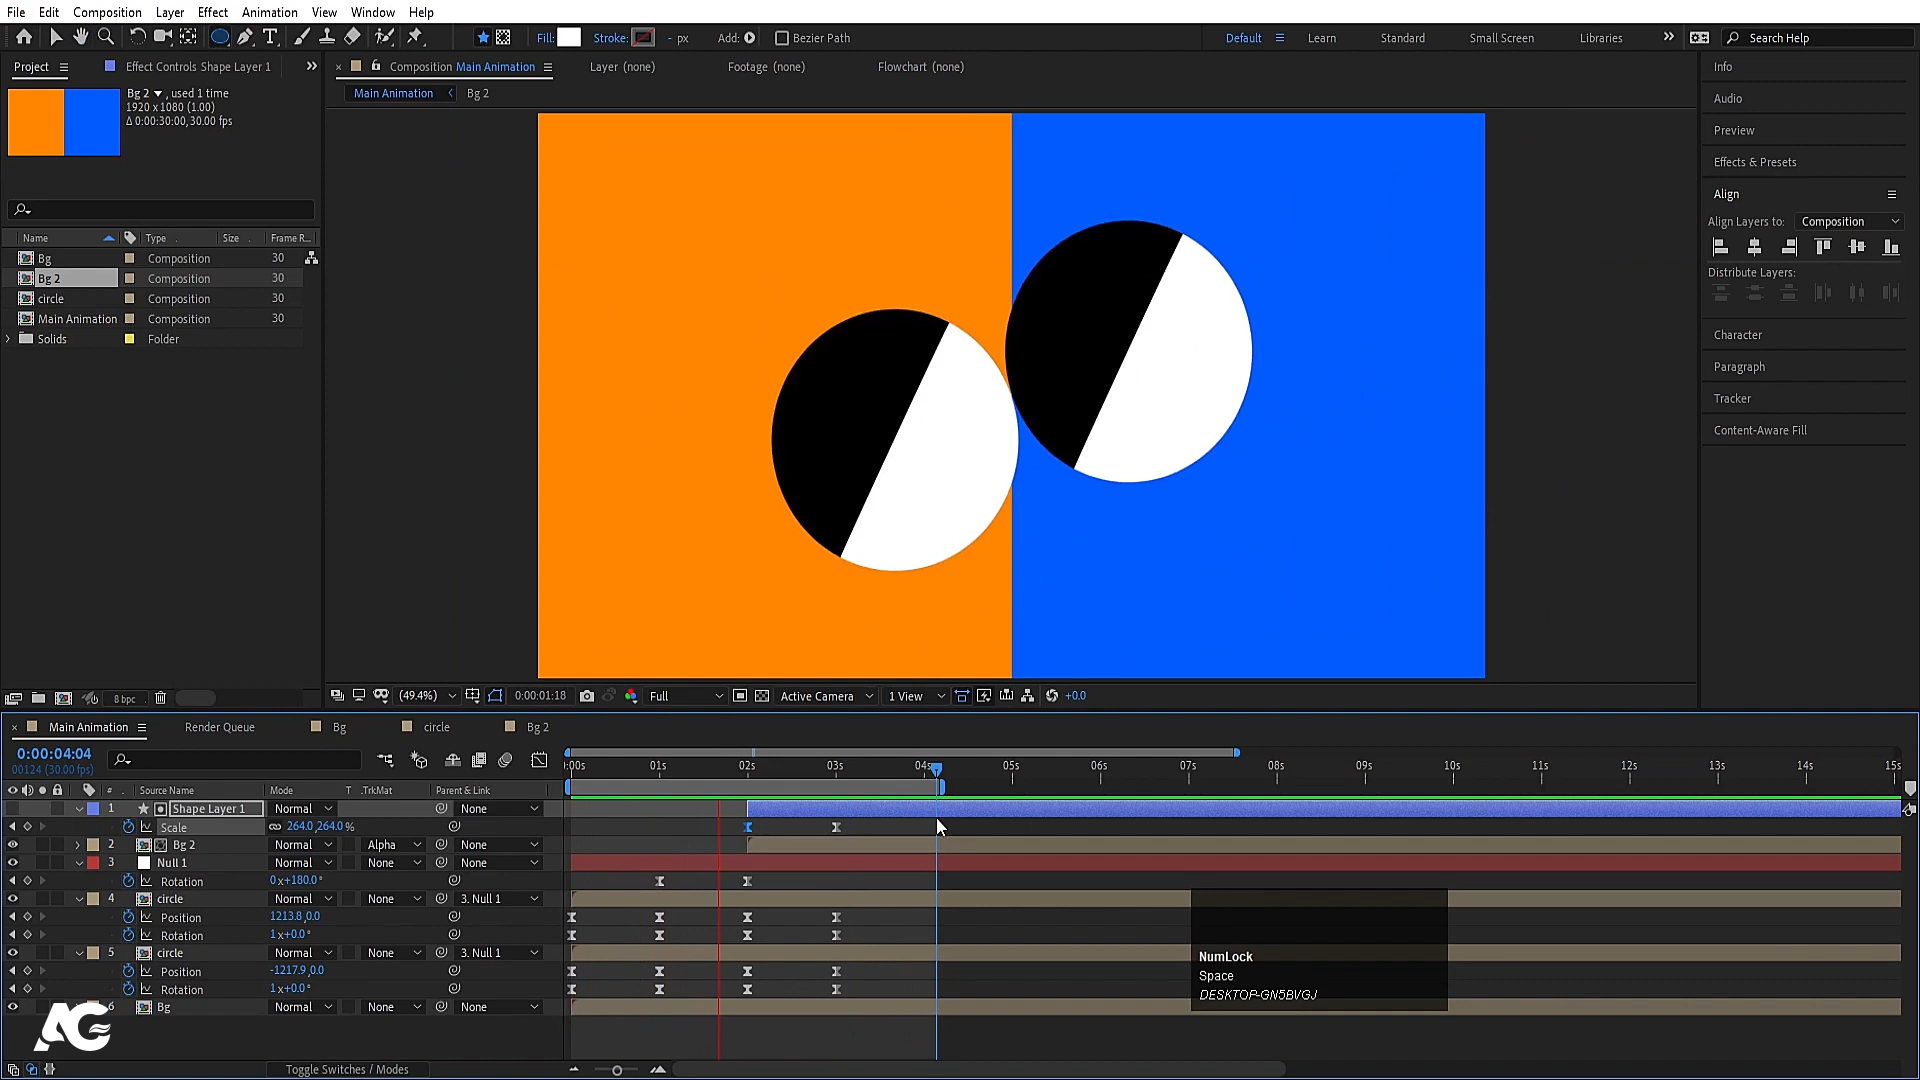 File Edit Composition Layer Effect Animation View Window Help
Fill: Stroke: - px Add: Bezier Path Default Learn Standard Small Screen Libraries Search Help
Project Effect Controls Shape Layer 1 Composition Main Animation Layer (none) Footage (none) Flowchart (none) Info
Bg 2 , used 1 time
1920 x 1080 (1.00)
Δ 0:00:30:00, 30.00 fps
Main Animation Bg 2
Audio
Preview
Effects & Presets
Align
Align Layers to: Composition
Distribute Layers:
Character
Paragraph
Tracker
Content-Aware Fill
Name Type Size Frame R...
Bg Composition 30
Bg 2 Composition 30
circle Composition 30
Main Animation Composition 30
Solids Folder
8 bpc (49.4%) 0:00:01:18 Full Active Camera 1 View +0.0
Main Animation Render Queue Bg circle Bg 2
0:00:04:04
00124 (30.00 fps)
:00s 01s 02s 03s 04s 05s 06s 07s 08s 09s 10s 11s 12s 13s 14s 15s
# Source Name Mode T .TrkMat Parent & Link
1 Shape Layer 1 Normal None
Scale 264.0,264.0%
2 Bg 2 Normal Alpha None
3 Null 1 Normal None None
Rotation 0x+180.0°
4 circle Normal None 3. Null 1
Position 1213.8,0.0
Rotation 1x+0.0°
5 circle Normal None 3. Null 1
Position -1217.9,0.0
Rotation 1x+0.0°
6 Bg Normal None None
NumLock
Space
DESKTOP-GN5BVGJ
AG
Toggle Switches / Modes